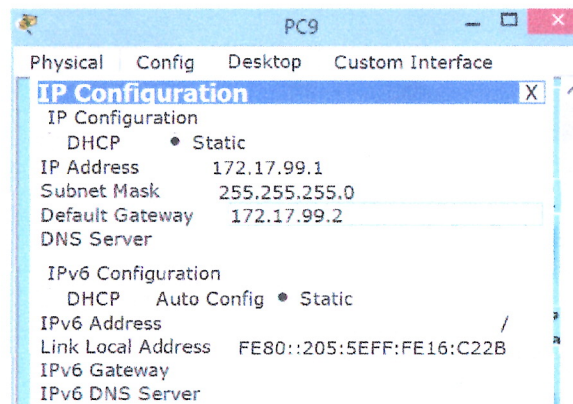 PC9
Physical Config Desktop Custom Interface
IP Configuration X
IP Configuration
DHCP • Static
IP Address 172.17.99.1
Subnet Mask 255.255.255.0
Default Gateway 172.17.99.2
DNS Server
IPv6 Configuration
DHCP Auto Config • Static
IPv6 Address /
Link Local Address FE80::205:5EFF:FE16:C22B
IPv6 Gateway
IPv6 DNS Server